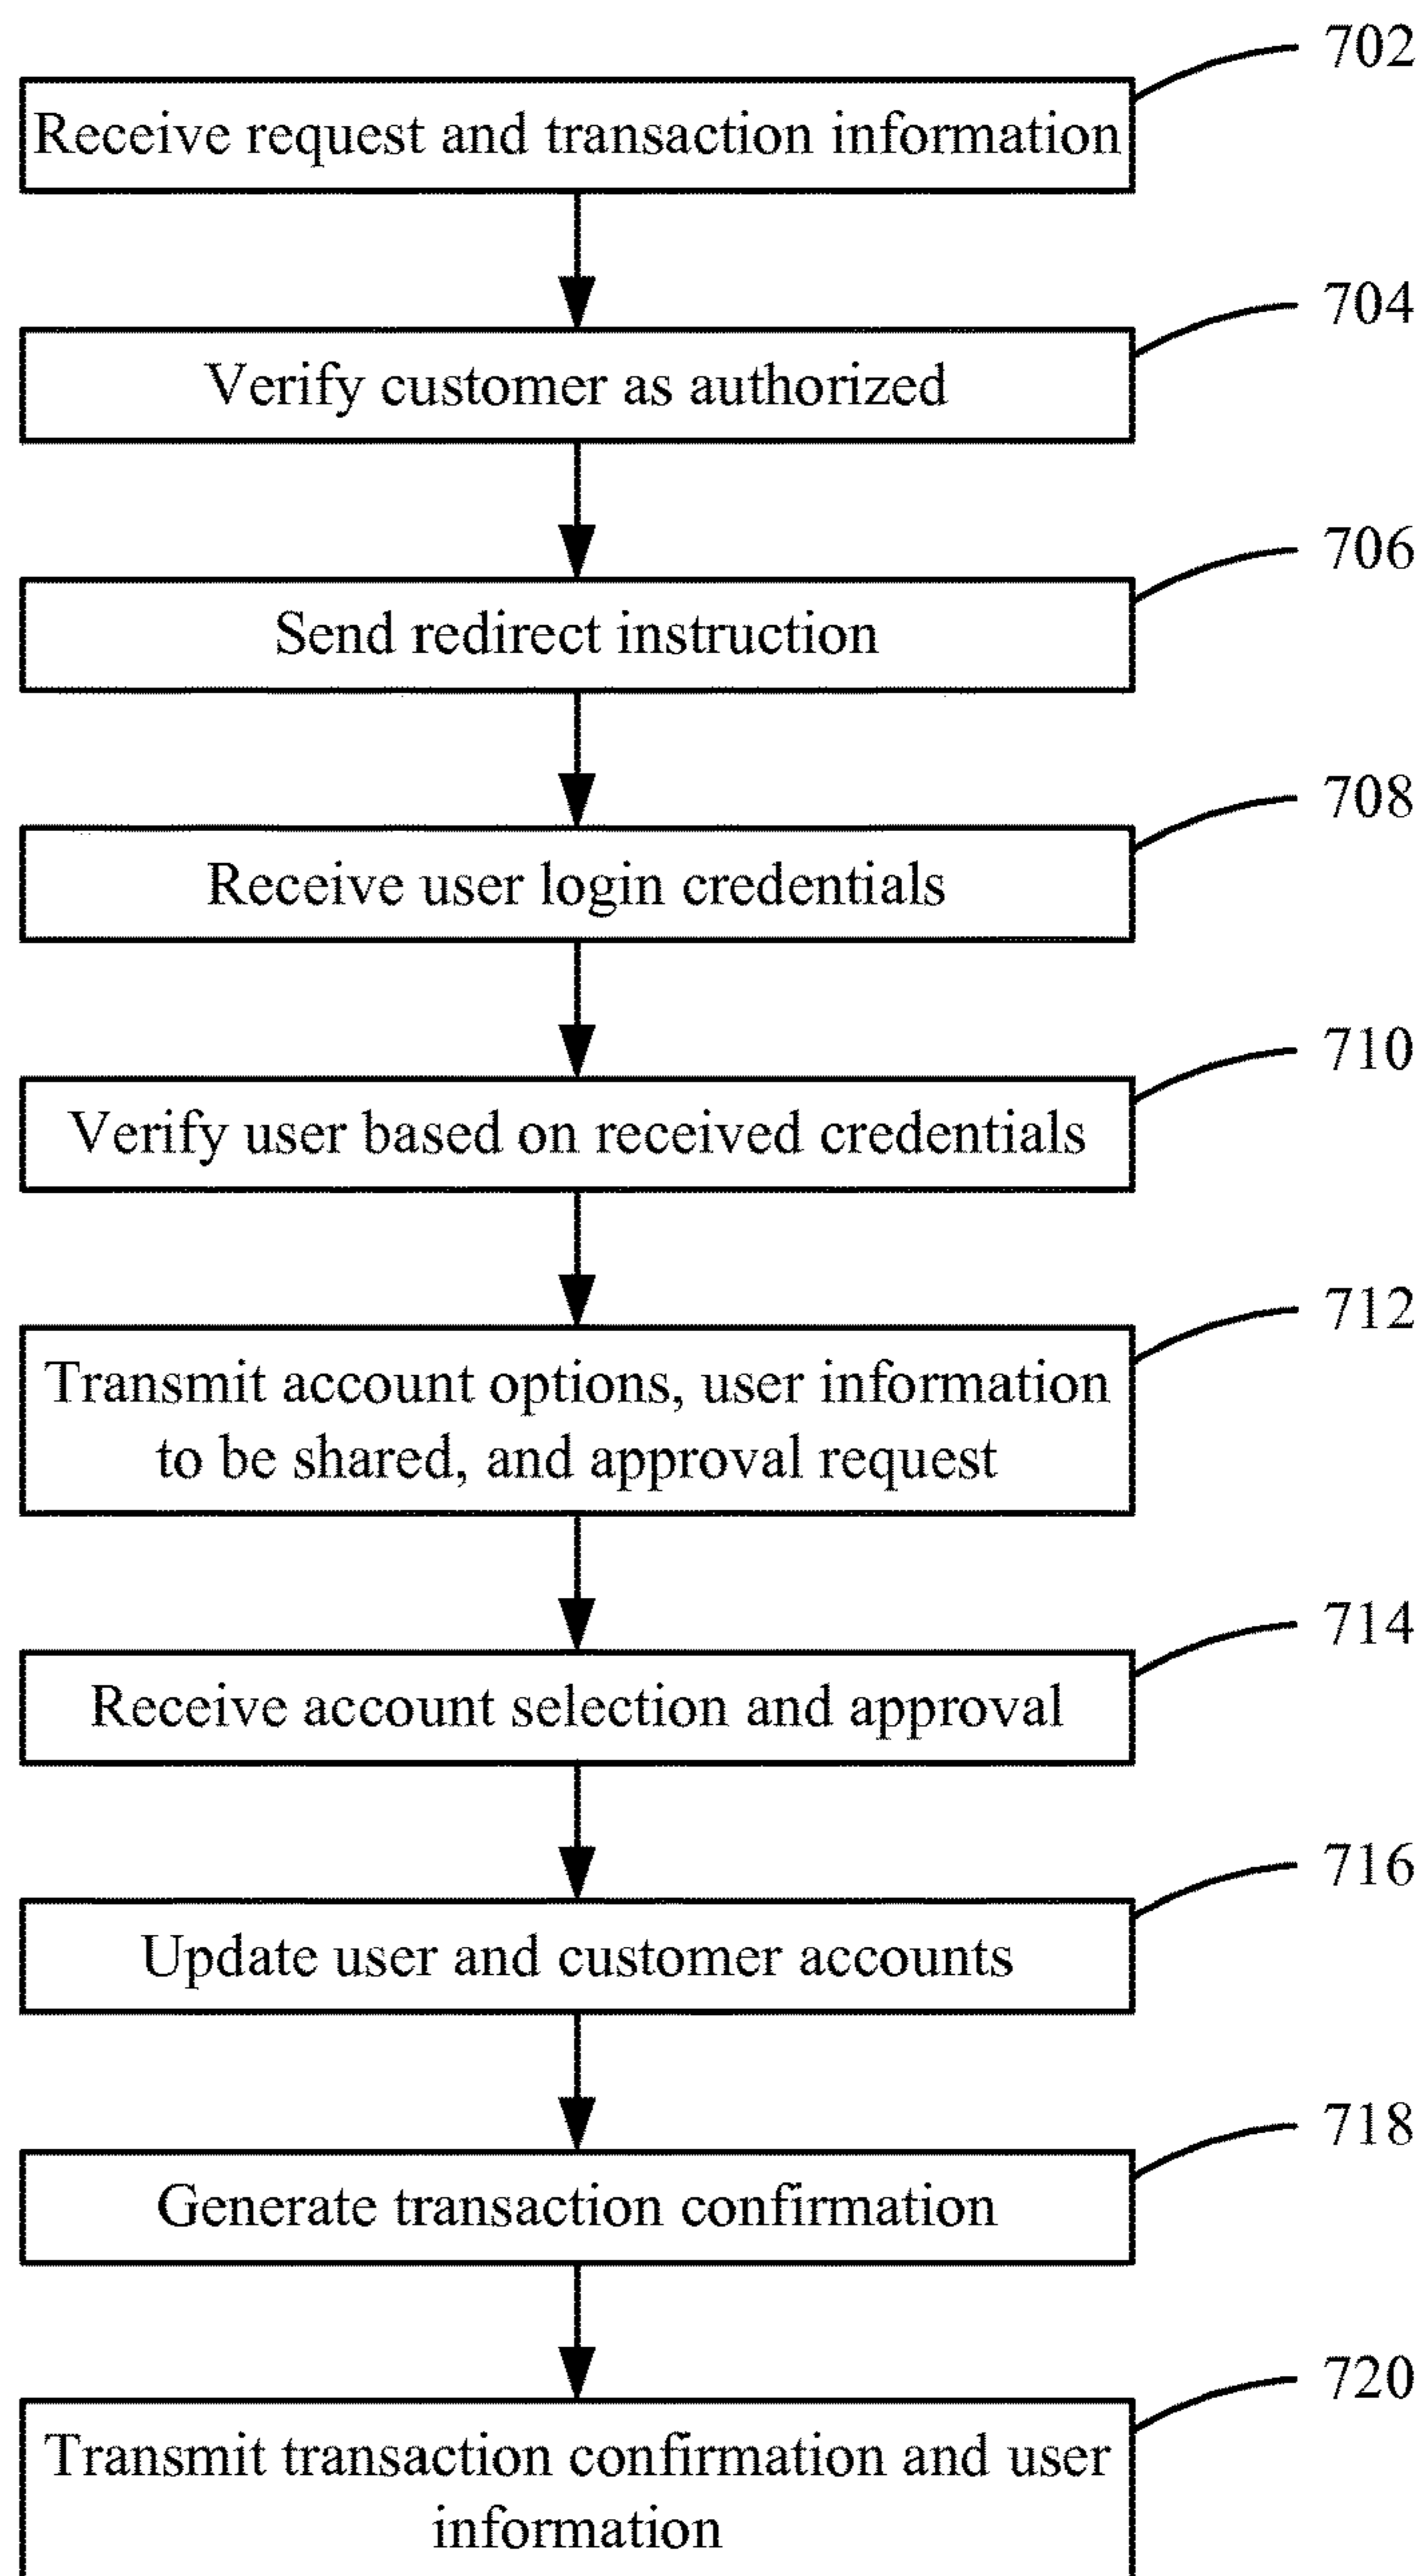 702
Receive request and transaction information
704
Verify customer as authorized
706
Send redirect instruction
708
Receive user login credentials
710
Verify user based on received credentials
712
Transmit account options, user information
to be shared, and approval request
714
Receive account selection and approval
716
Update user and customer accounts
718
Generate transaction confirmation
720
Transmit transaction confirmation and user
information